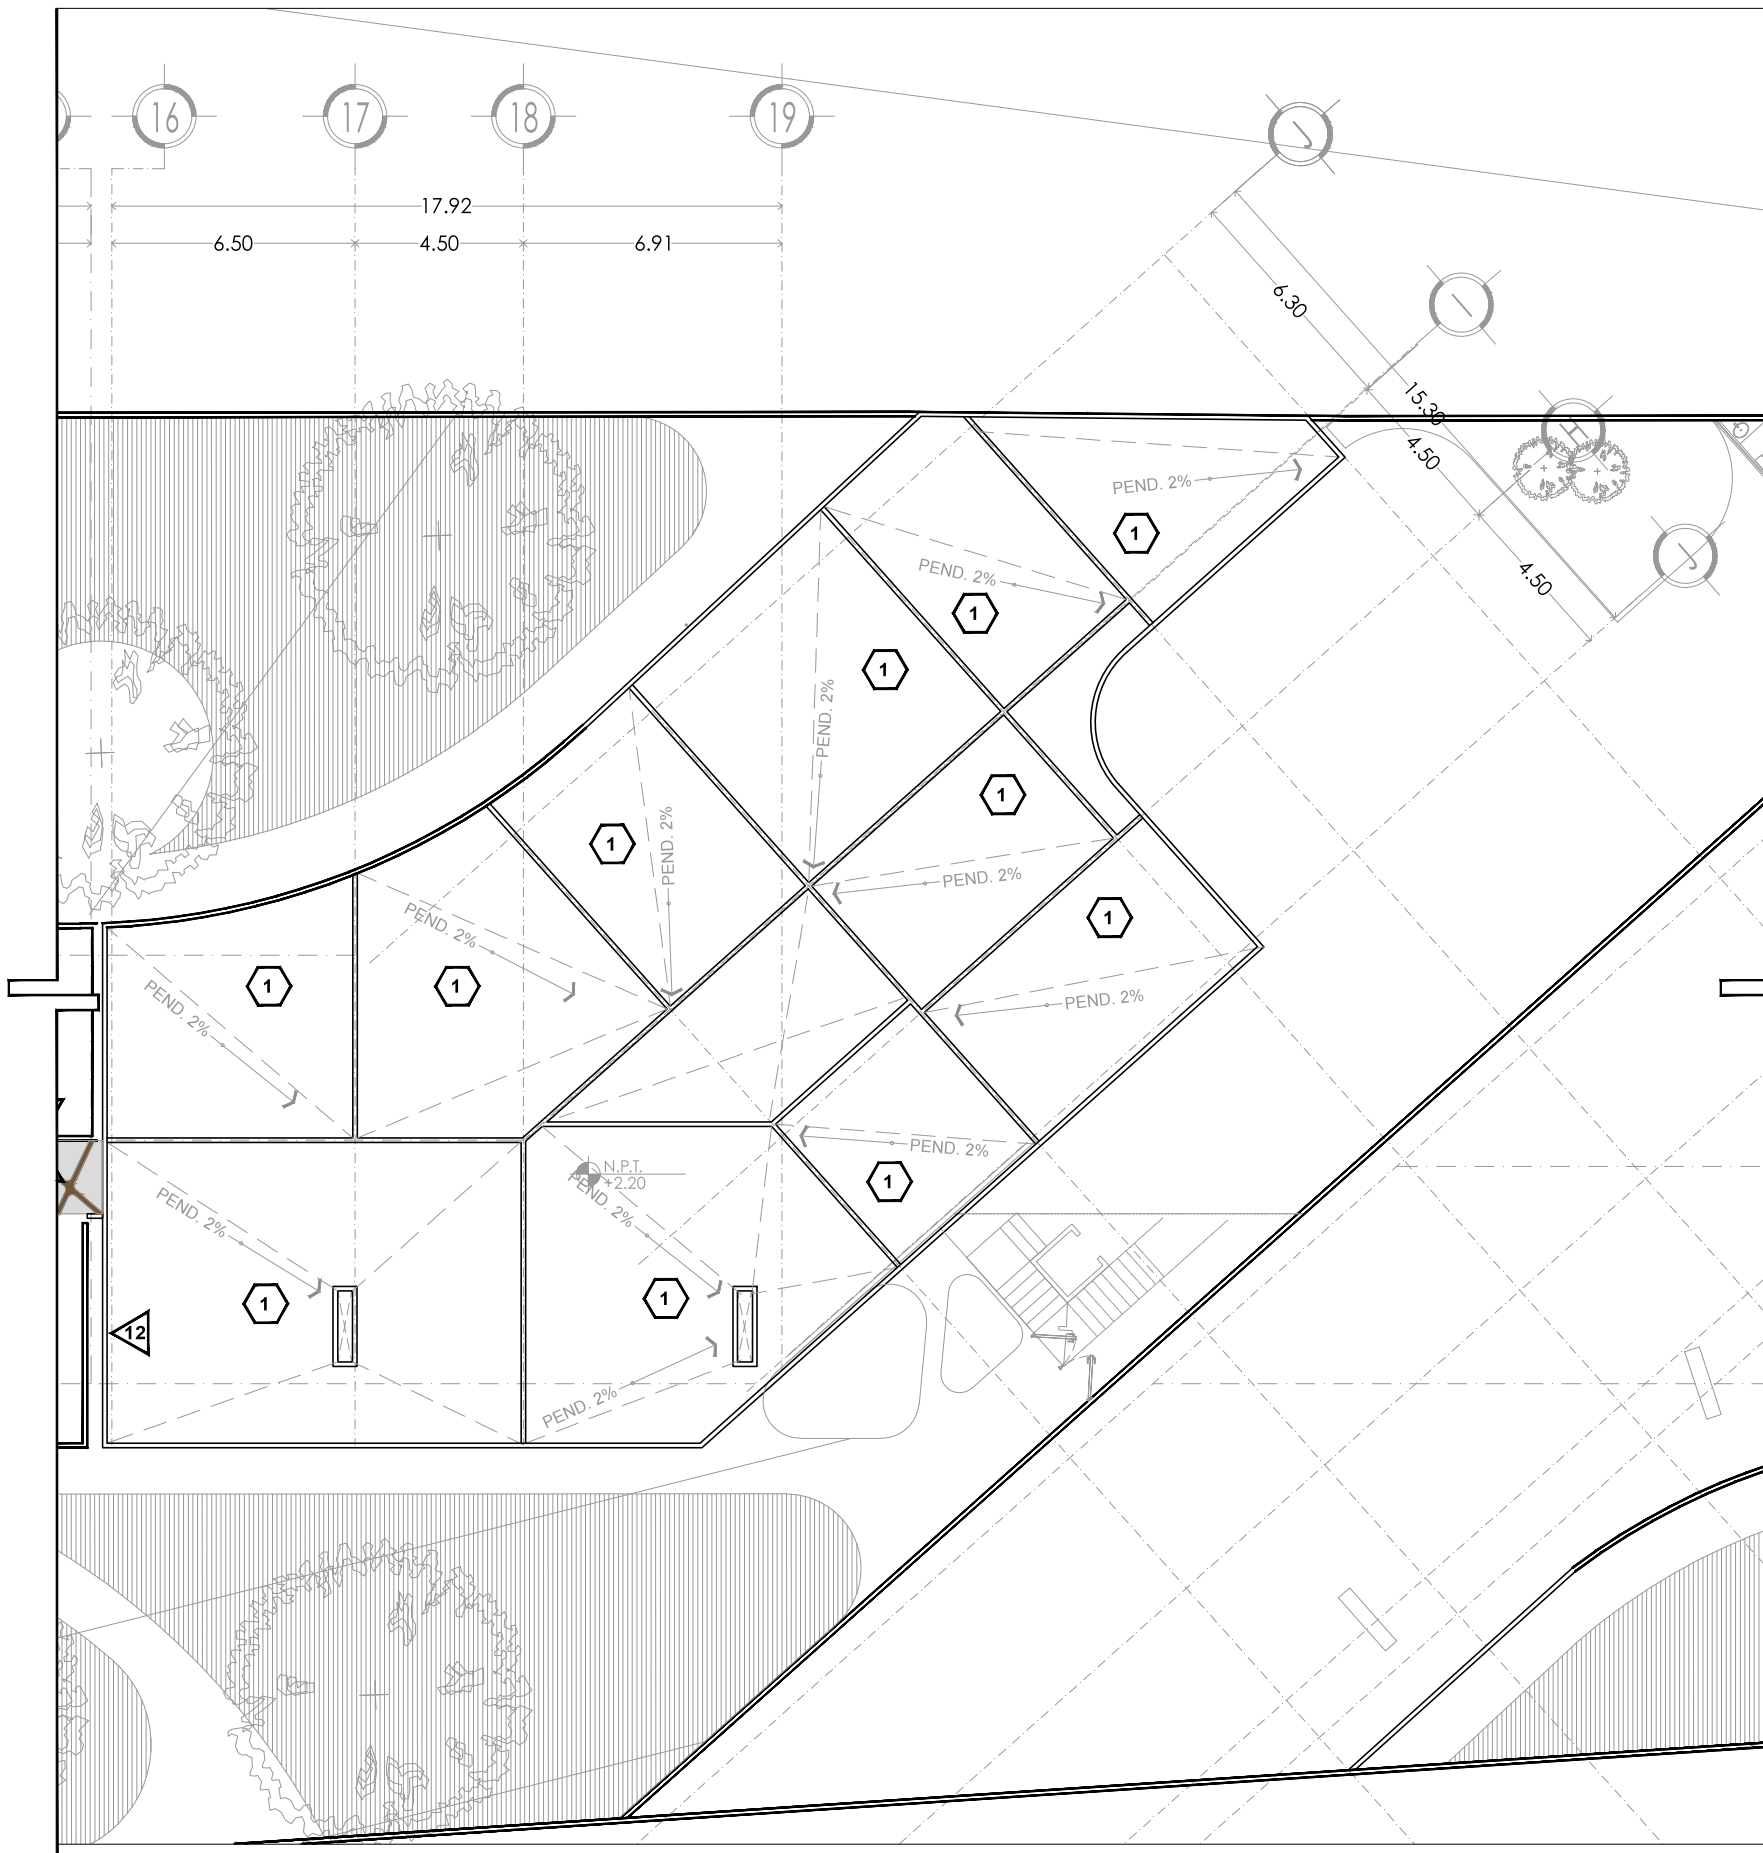 16
17
18
19
17.92
6.50
4.50
6.91
6.30
15.30
4.50
4.50
I
H
J
PEND. 2%
1
PEND. 2%
1
1
PEND. 2%
1
1
PEND. 2%
PEND. 2%
1
PEND. 2%
1
1
PEND. 2%
PEND. 2%
PEND. 2%
1
N.P.T.
+2.20
PEND. 2%
PEND. 2%
1
1
12
PEND. 2%